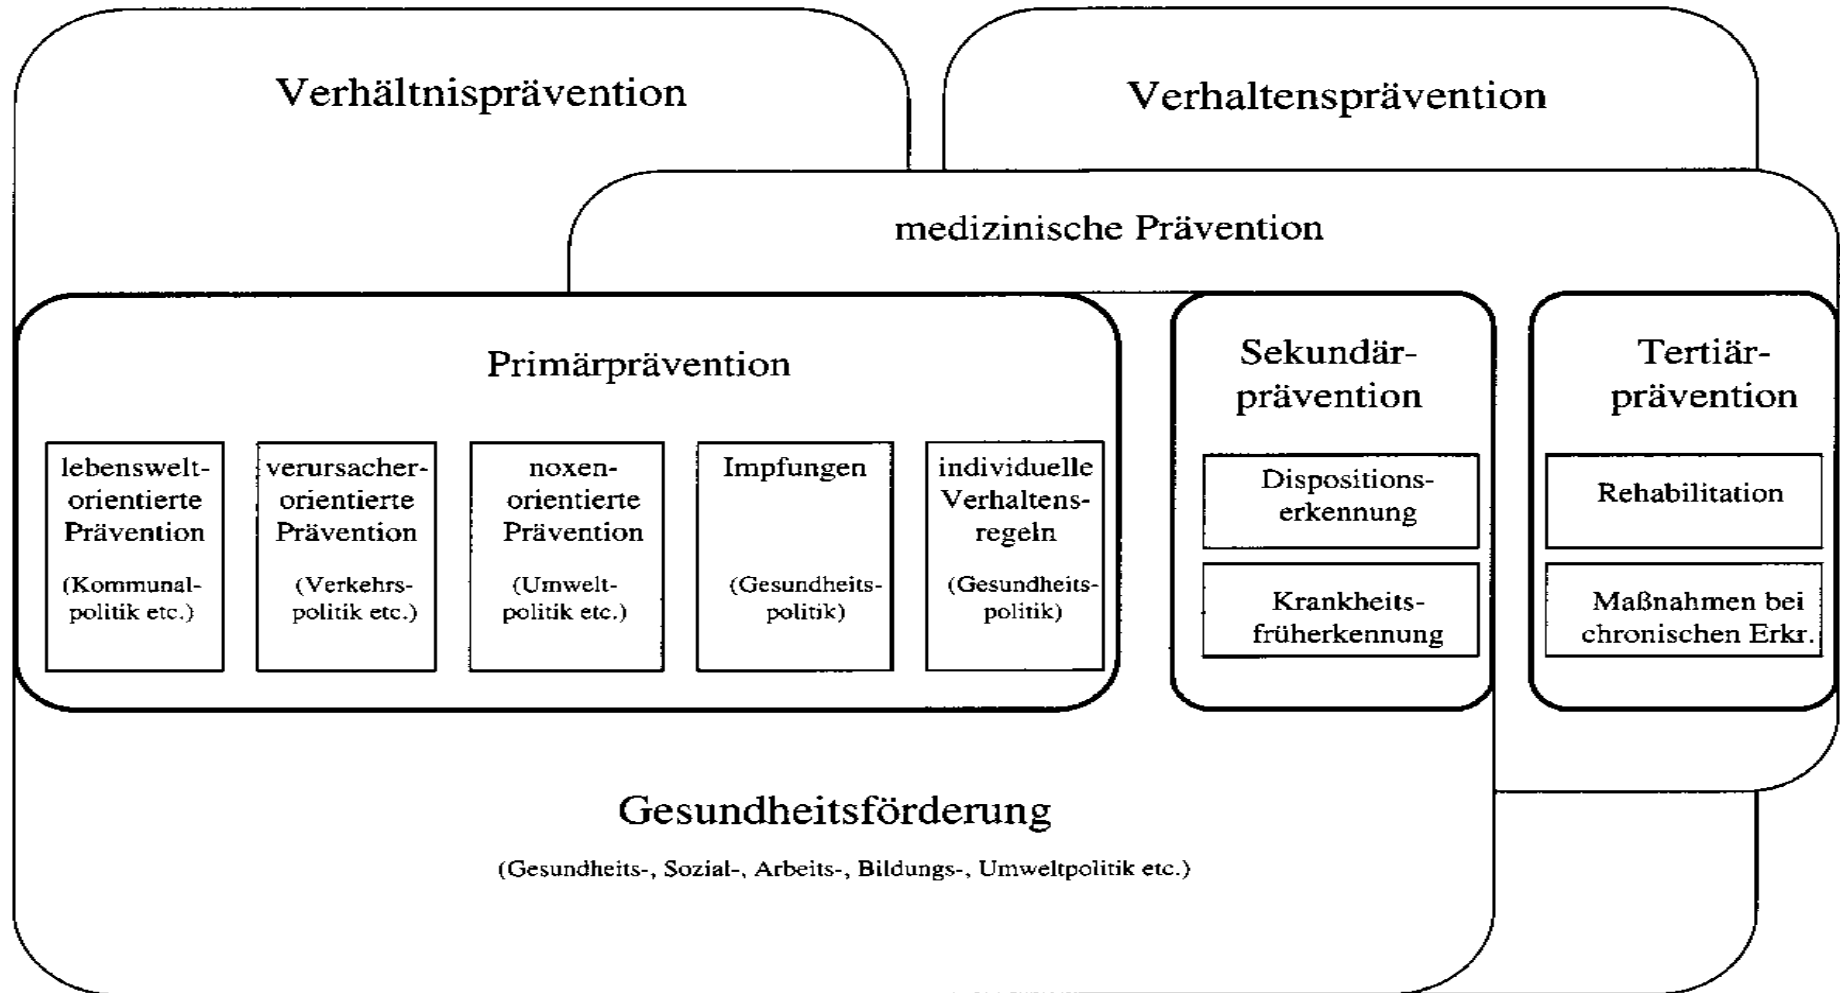 Verhältnisprävention
Verhaltensprävention
medizinische Prävention
Primärprävention
lebenswelt-
orientierte
Prävention
(Kommunal-
politik etc.)
verursacher-
orientierte
Prävention
(Verkehrs-
politik etc.)
noxen-
orientierte
Prävention
(Umwelt-
politik etc.)
Impfungen
(Gesundheits-
politik)
individuelle
Verhaltens-
regeln
(Gesundheits-
politik)
Sekundär-
prävention
Dispositions-
erkennung
Krankheits-
früherkennung
Tertiär-
prävention
Rehabilitation
Maßnahmen bei
chronischen Erkr.
Gesundheitsförderung
(Gesundheits-, Sozial-, Arbeits-, Bildungs-, Umweltpolitik etc.)